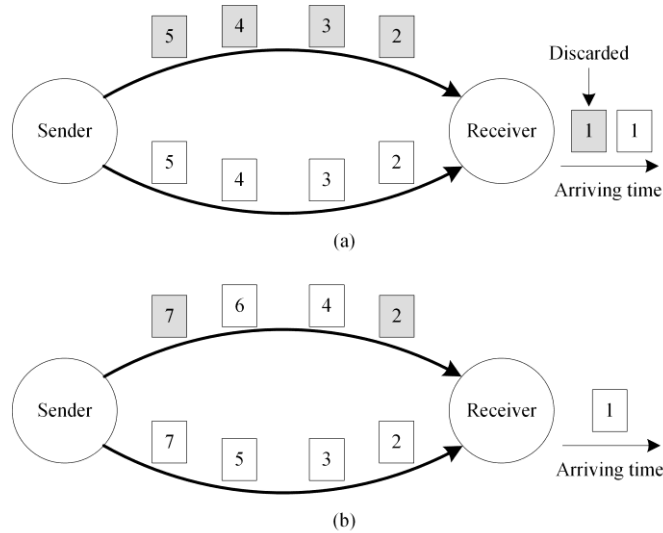 5 4 3 2
Discarded
Sender
Receiver
1 1
5 4 3 2
Arriving time
(a)
7 6 4 2
Sender
Receiver
1
7 5 3 2
Arriving time
(b)